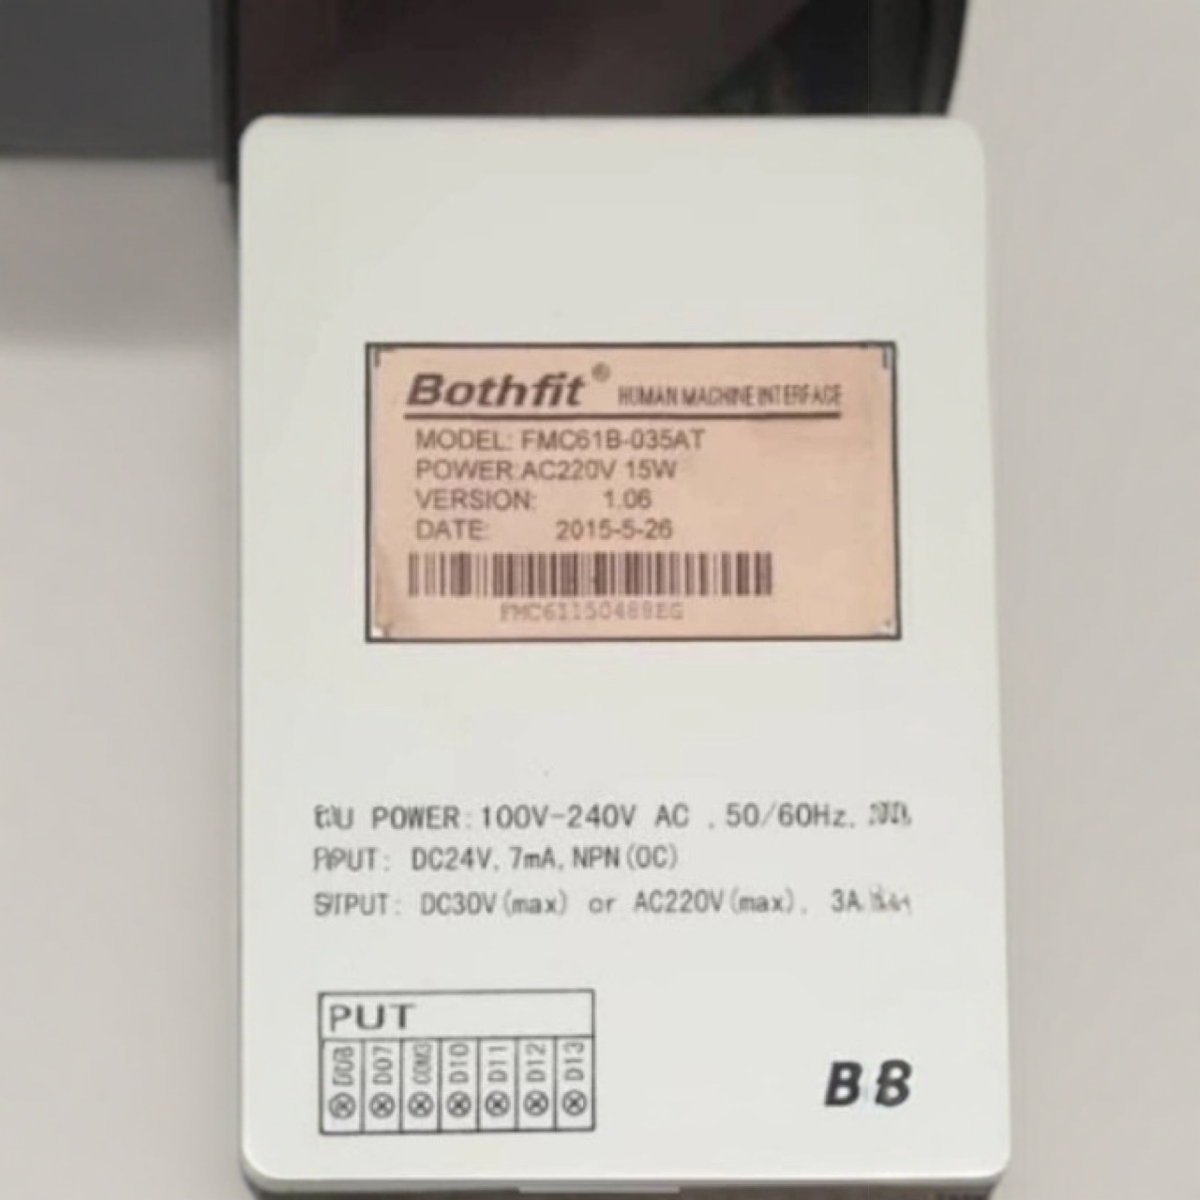 Bothfit® HUMAN MACHINE INTERFACE
MODEL: FMC61B-035AT
POWER:AC220V 15W
VERSION: 1.06
DATE: 2015-5-26
POWER:100V-240V AC , 50/60Hz,
DC24V, 7mA, NPN(OC)
DC30V(max) or AC220V(max), 3A
PUT
D07 COM3 D10 D11 D12 D13